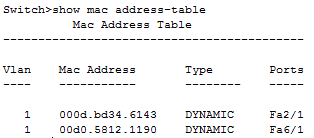 Switch>show mac address-table
Mac Address Table
-------------------------------------------
Vlan    Mac Address       Type        Ports
----    -----------       --------    -----
   1    000d.bd34.6143    DYNAMIC     Fa2/1
   1    00d0.5812.1190    DYNAMIC     Fa6/1